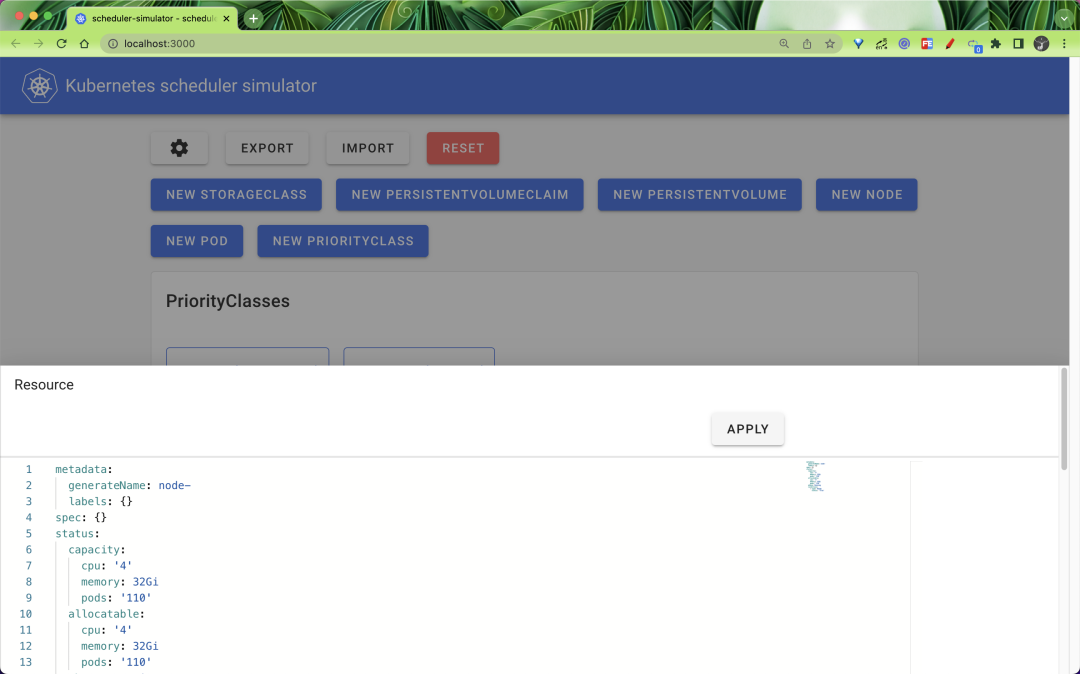 scheduler-simulator - schedul
localhost:3000
0
Kubernetes scheduler simulator
EXPORT
IMPORT
RESET
NEW STORAGECLASS
NEW PERSISTENTVOLUMECLAIM
NEW PERSISTENTVOLUME
NEW NODE
NEW POD
NEW PRIORITYCLASS
PriorityClasses
Resource
APPLY
1 metadata:
2 generateName: node-
3 labels: {}
4 spec: {}
5 status:
6 capacity:
7 cpu: '4'
8 memory: 32Gi
9 pods: '110'
10 allocatable:
11 cpu: '4'
12 memory: 32Gi
13 pods: '110'